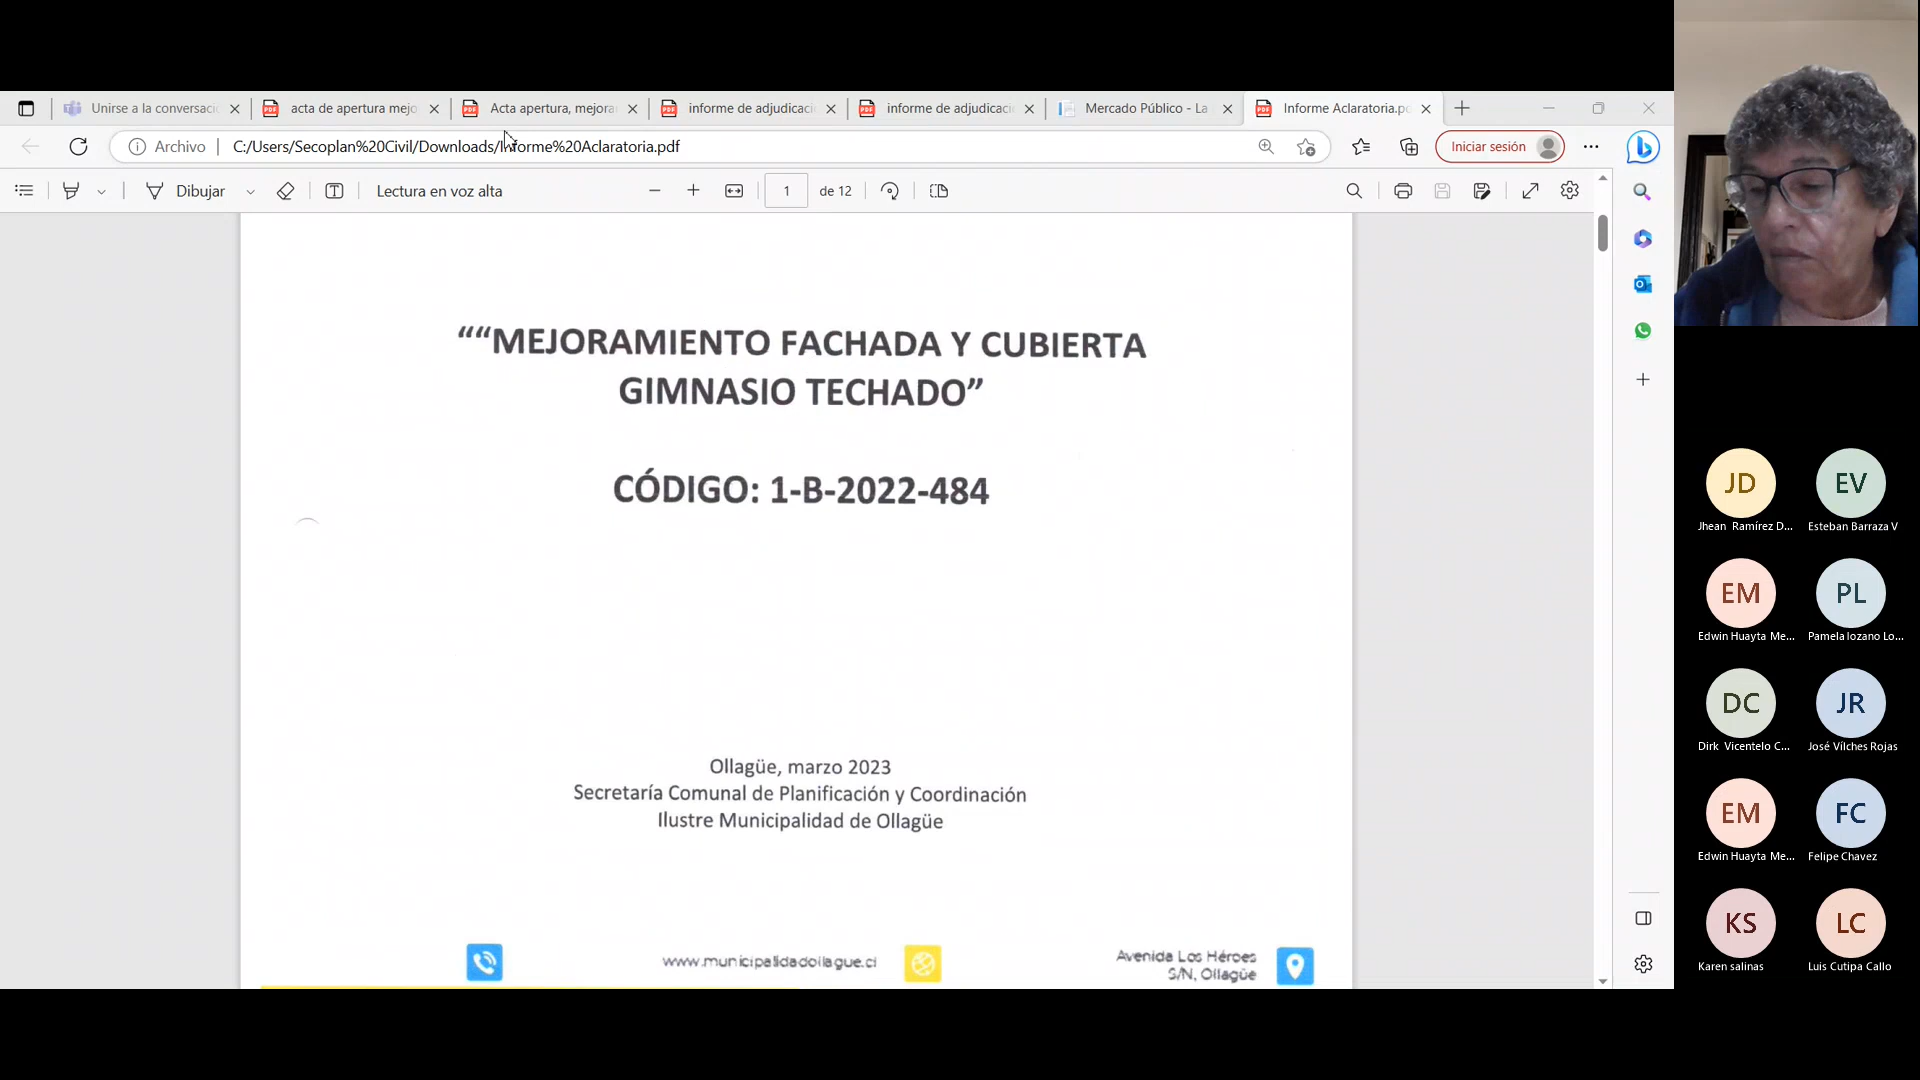 Unirse a la conversaci
acta de apertura mejo
Acta apertura, mejora
informe de adjudicaci
informe de adjudicaci
Mercado Público - La
Informe Aclaratoria.p
Archivo
C:/Users/Secoplan%20Civil/Downloads/Informe%20Aclaratoria.pdf
Iniciar sesión
Dibujar
Lectura en voz alta
1
de 12
““MEJORAMIENTO FACHADA Y CUBIERTA
GIMNASIO TECHADO”
CÓDIGO: 1-B-2022-484
Ollagüe, marzo 2023
Secretaría Comunal de Planificación y Coordinación
Ilustre Municipalidad de Ollagüe
www.municipalidadollague.cl
Avenida Los Héroes
S/N, Ollagüe
JD
Jhean Ramírez D...
EV
Esteban Barraza V
EM
Edwin Huayta Me...
PL
Pamela lozano Lo...
DC
Dirk Vicentelo C...
JR
José Vílches Rojas
EM
Edwin Huayta Me...
FC
Felipe Chavez
KS
Karen salinas
LC
Luis Cutipa Callo